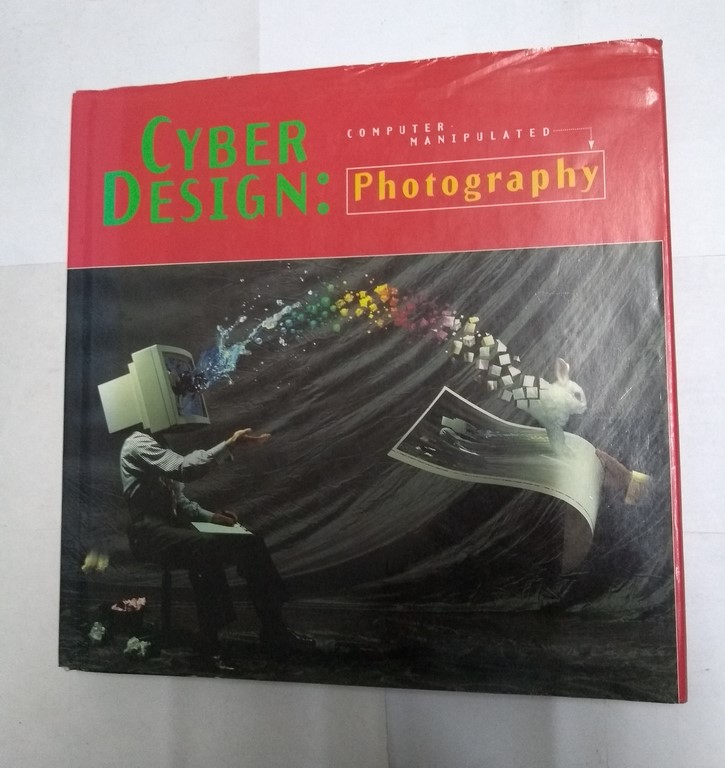 CYBER
DESIGN:
COMPUTER
MANIPULATED
Photography